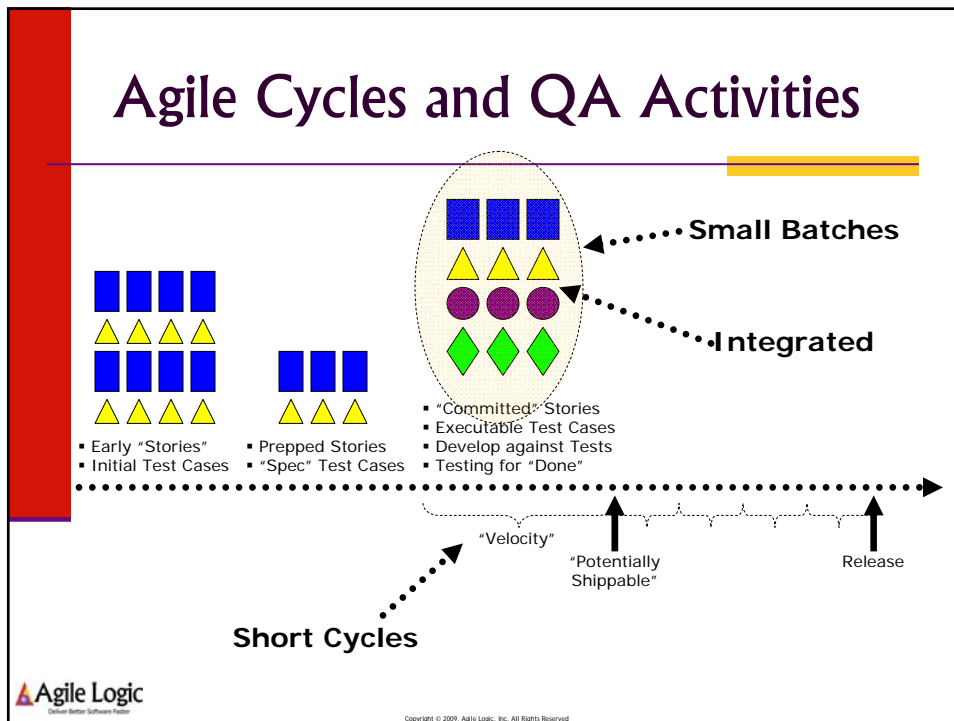 Agile Cycles and QA Activities
Small Batches
Integrated
▪ Early “Stories”
▪ Initial Test Cases
▪ Prepped Stories
▪ “Spec” Test Cases
▪ “Committed” Stories
▪ Executable Test Cases
▪ Develop against Tests
▪ Testing for “Done”
“Velocity”
“Potentially
Shippable”
Release
Short Cycles
Agile Logic
Deliver Better Software Faster
Copyright © 2009, Agile Logic, Inc. All Rights Reserved